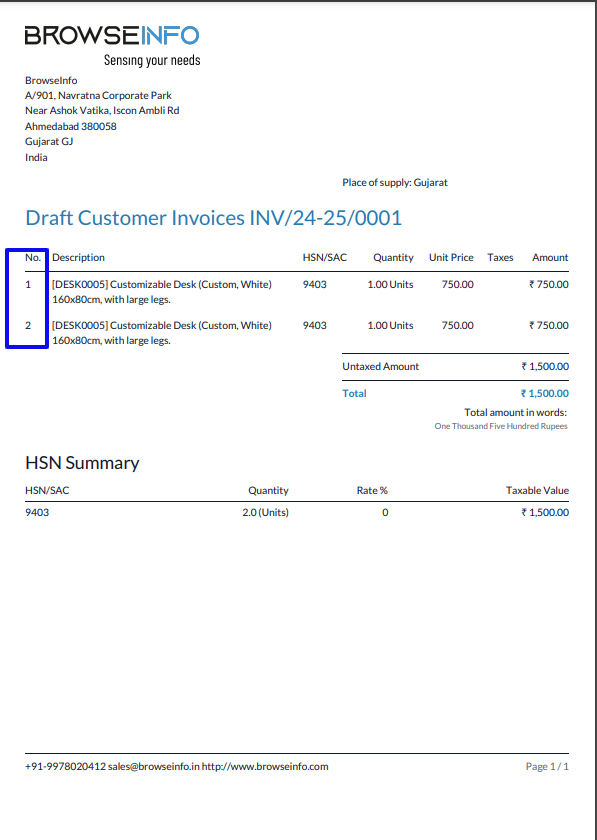 BROWSEINFO
Sensing your needs
BrowseInfo
A/901, Navratna Corporate Park
Near Ashok Vatika, Iscon Ambli Rd
Ahmedabad 380058
Gujarat GJ
India
Place of supply: Gujarat
Draft Customer Invoices INV/24-25/0001
No. Description HSN/SAC Quantity Unit Price Taxes Amount
1 [DESK0005] Customizable Desk (Custom, White) 9403 1.00 Units 750.00 ₹ 750.00
160x80cm, with large legs.
2 [DESK0005] Customizable Desk (Custom, White) 9403 1.00 Units 750.00 ₹ 750.00
160x80cm, with large legs.
Untaxed Amount ₹ 1,500.00
Total ₹ 1,500.00
Total amount in words:
One Thousand Five Hundred Rupees
HSN Summary
HSN/SAC Quantity Rate % Taxable Value
9403 2.0 (Units) 0 ₹ 1,500.00
+91-9978020412 sales@browseinfo.in http://www.browseinfo.com Page 1 / 1